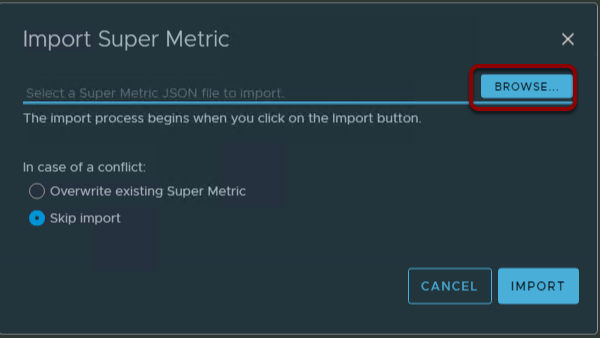 Import Super Metric
Select a Super Metric JSON file to import.
BROWSE...
The import process begins when you click on the Import button.
In case of a conflict:
Overwrite existing Super Metric
Skip import
CANCEL
IMPORT